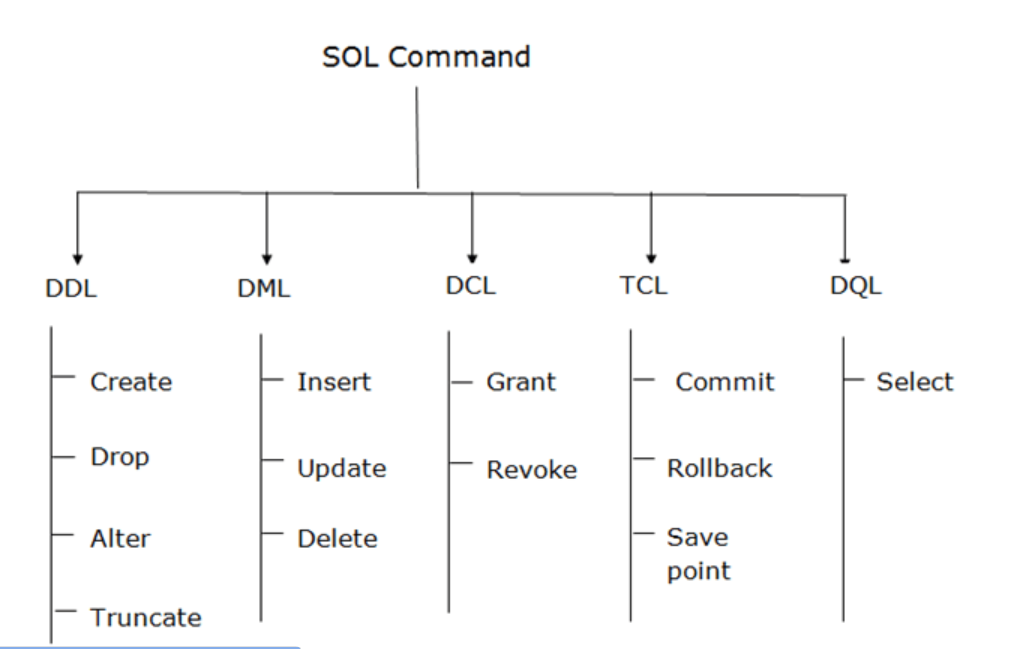 SOL Command
DDL
DML
DCL
TCL
DQL
Create
Drop
Alter
Truncate
Insert
Update
Delete
Grant
Revoke
Commit
Rollback
Save
point
Select